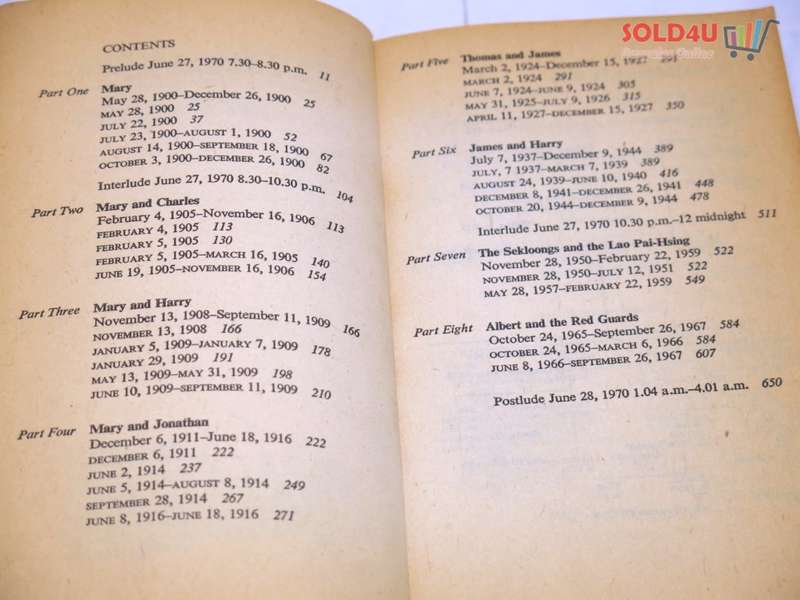 CONTENTS
Prelude June 27, 1970 7.30–8.30 p.m. 11
Part One Mary
May 28, 1900–December 26, 1900 25
MAY 28, 1900 25
JULY 22, 1900 37
JULY 23, 1900–AUGUST 1, 1900 52
AUGUST 14, 1900–SEPTEMBER 18, 1900 67
OCTOBER 3, 1900–DECEMBER 26, 1900 82
Interlude June 27, 1970 8.30–10.30 p.m. 104
Part Two Mary and Charles
February 4, 1905–November 16, 1906 113
FEBRUARY 4, 1905 113
FEBRUARY 5, 1905 130
FEBRUARY 5, 1905–MARCH 16, 1905 140
JUNE 19, 1905–NOVEMBER 16, 1906 154
Part Three Mary and Harry
November 13, 1908–September 11, 1909 166
NOVEMBER 13, 1908 166
JANUARY 5, 1909–JANUARY 7, 1909 178
JANUARY 29, 1909 191
MAY 13, 1909–MAY 31, 1909 198
JUNE 10, 1909–SEPTEMBER 11, 1909 210
Part Four Mary and Jonathan
December 6, 1911–June 18, 1916 222
DECEMBER 6, 1911 222
JUNE 2, 1914 237
JUNE 5, 1914–AUGUST 8, 1914 249
SEPTEMBER 28, 1914 267
JUNE 8, 1916–JUNE 18, 1916 271
Part Five Thomas and James
March 2, 1924–December 15, 1927 291
MARCH 2, 1924 291
JUNE 7, 1924–JUNE 9, 1924 305
MAY 31, 1925–JULY 9, 1926 315
APRIL 11, 1927–DECEMBER 15, 1927 350
Part Six James and Harry
July 7, 1937–December 9, 1944 389
JULY, 7 1937–MARCH 7, 1939 389
AUGUST 24, 1939–JUNE 10, 1940 416
DECEMBER 8, 1941–DECEMBER 26, 1941 448
OCTOBER 20, 1944–DECEMBER 9, 1944 478
Interlude June 27, 1970 10.30 p.m.–12 midnight 511
Part Seven The Sekloongs and the Lao Pai-Hsing
November 28, 1950–February 22, 1959 522
NOVEMBER 28, 1950–JULY 12, 1951 522
MAY 28, 1957–FEBRUARY 22, 1959 549
Part Eight Albert and the Red Guards
October 24, 1965–September 26, 1967 584
OCTOBER 24, 1965–MARCH 6, 1966 584
JUNE 8, 1966–SEPTEMBER 26, 1967 607
Postlude June 28, 1970 1.04 a.m.–4.01 a.m. 650
SOLD4U
Online